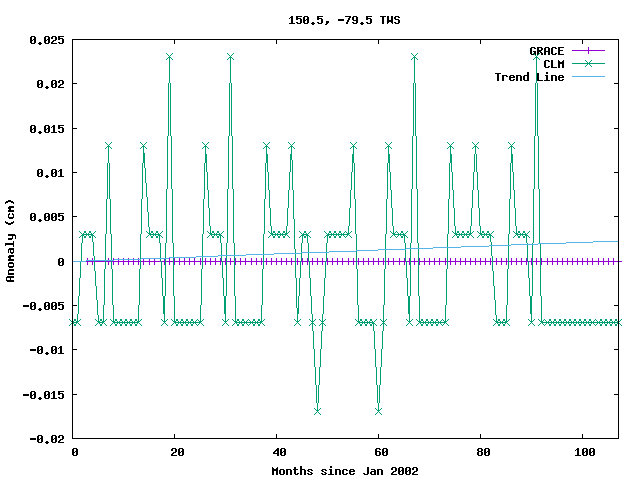 150.5, -79.5 TWS
GRACE
CLM
Trend Line
0.025
0.02
0.015
0.01
0.005
0
-0.005
-0.01
-0.015
-0.02
Anomaly (cm)
0 20 40 60 80 100
Months since Jan 2002